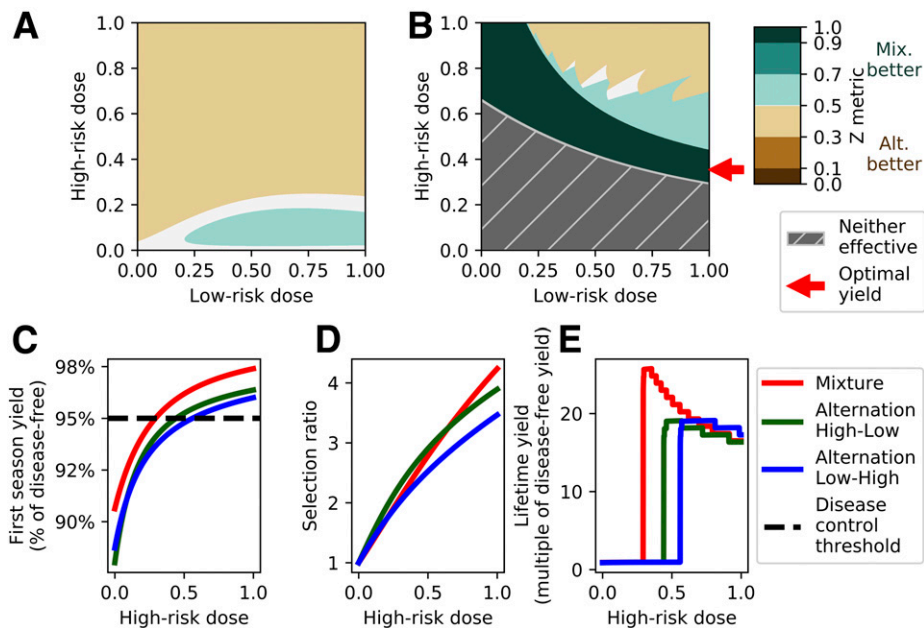 A
High-risk dose
1.0
0.8
0.6
0.4
0.2
0.0
0.00 0.25 0.50 0.75 1.00
Low-risk dose
B
High-risk dose
1.0
0.8
0.6
0.4
0.2
0.0
0.00 0.25 0.50 0.75 1.00
Low-risk dose
1.0
0.9
0.7
0.5
0.3
0.1
0.0
Z metric
Mix.
better
Alt.
better
Neither
effective
Optimal
yield
C
First season yield
(% of disease-free)
98%
95%
92%
90%
0.0 0.5 1.0
High-risk dose
D
Selection ratio
4
3
2
1
0.0 0.5 1.0
High-risk dose
E
Lifetime yield
(multiple of disease-free yield)
20
10
0
0.0 0.5 1.0
High-risk dose
Mixture
Alternation
High-Low
Alternation
Low-High
Disease
control
threshold